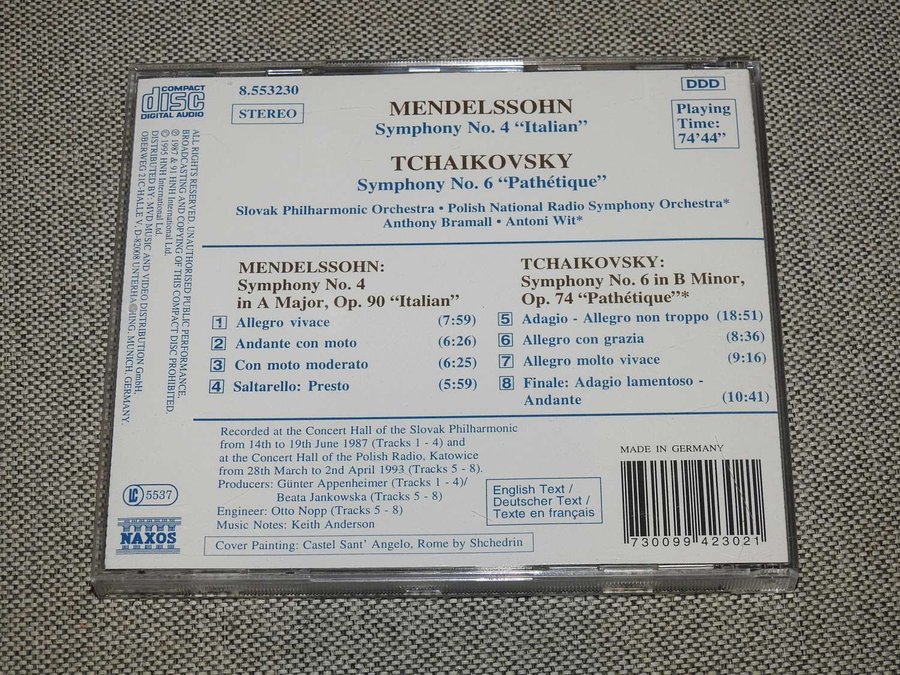 COMPACT
disc
DIGITAL AUDIO
8.553230
STEREO
MENDELSSOHN
Symphony No. 4 “Italian”
TCHAIKOVSKY
Symphony No. 6 “Pathétique”
Slovak Philharmonic Orchestra • Polish National Radio Symphony Orchestra*
Anthony Bramall • Antoni Wit*
DDD
Playing
Time:
74’44”
MENDELSSOHN:
Symphony No. 4
in A Major, Op. 90 “Italian”
1 Allegro vivace (7:59)
2 Andante con moto (6:26)
3 Con moto moderato (6:25)
4 Saltarello: Presto (5:59)
TCHAIKOVSKY:
Symphony No. 6 in B Minor,
Op. 74 “Pathétique”*
5 Adagio - Allegro non troppo (18:51)
6 Allegro con grazia (8:36)
7 Allegro molto vivace (9:16)
8 Finale: Adagio lamentoso -
Andante (10:41)
Recorded at the Concert Hall of the Slovak Philharmonic
from 14th to 19th June 1987 (Tracks 1 - 4) and
at the Concert Hall of the Polish Radio, Katowice
from 28th March to 2nd April 1993 (Tracks 5 - 8).
Producers: Günter Appenheimer (Tracks 1 - 4)/
Beata Jankowska (Tracks 5 - 8)
Engineer: Otto Nopp (Tracks 5 - 8)
Music Notes: Keith Anderson
Cover Painting: Castel Sant’ Angelo, Rome by Shchedrin
English Text /
Deutscher Text /
Texte en français
MADE IN GERMANY
730099 423021
ALL RIGHTS RESERVED. UNAUTHORISED PUBLIC PERFORMANCE,
BROADCASTING AND COPYING OF THIS COMPACT DISC PROHIBITED.
℗ 1987 & 91 HNH International Ltd.
© 1995 HNH International Ltd.
DISTRIBUTED BY: MVD MUSIC AND VIDEO DISTRIBUTION GmbH,
OBERWEG 21C-HALLE V, D-82008 MUNICH, GERMANY.
LC 5537
NAXOS